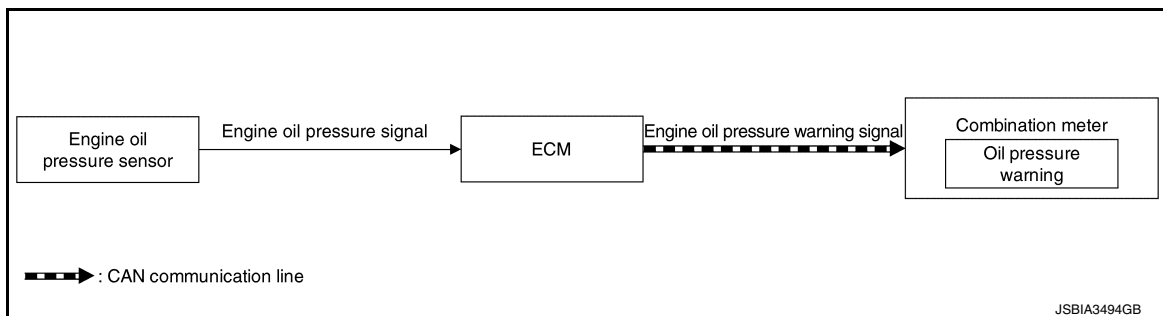 Engine oil
pressure sensor
Engine oil pressure signal
ECM
Engine oil pressure warning signal
Combination meter
Oil pressure
warning
: CAN communication line
JSBIA3494GB